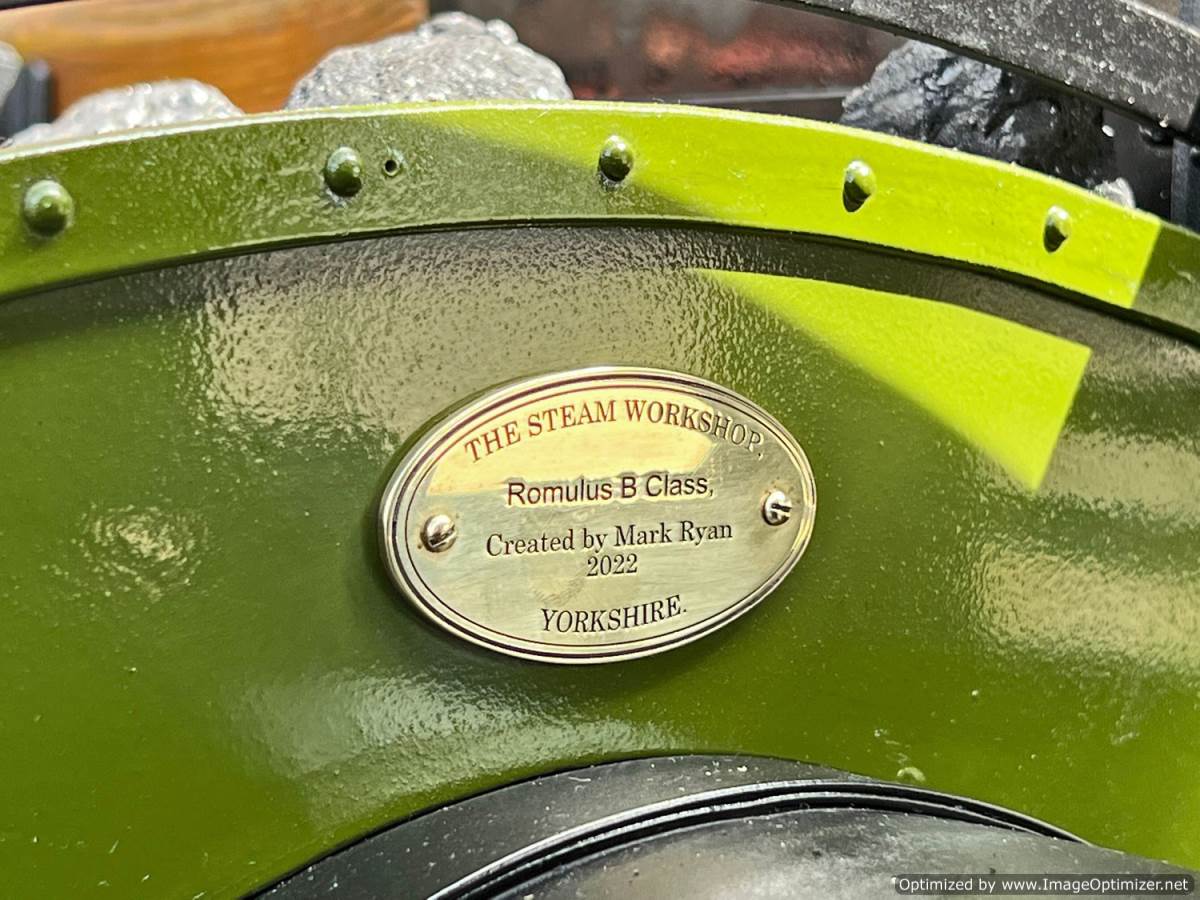 THE STEAM WORKSHOP,
Romulus B Class,
Created by Mark Ryan
2022
YORKSHIRE.
Optimized by www.ImageOptimizer.net